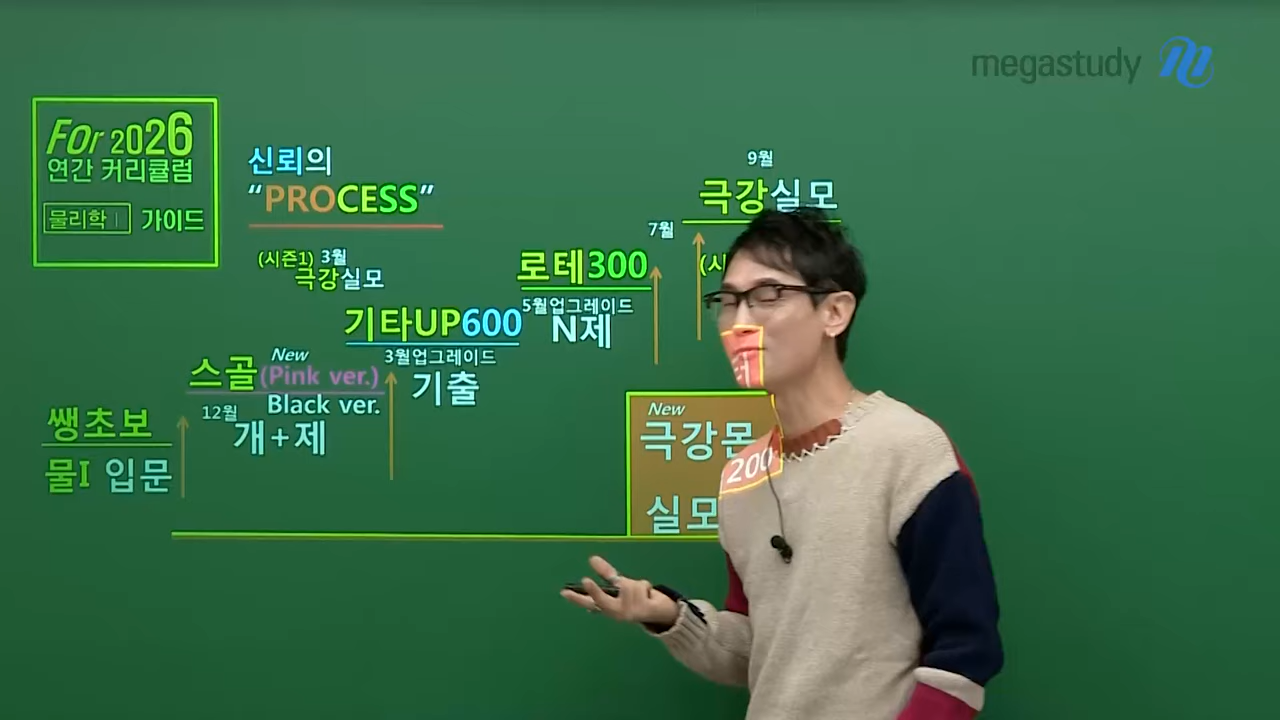 megastudy
For 2026
연간 커리큘럼
물리학 I 가이드
신뢰의
“PROCESS”
9월
극강실모
7월
(시즌1) 3월
극강실모
로테300
(시
5월업그레이드
N제
기타UP600
3월업그레이드
기출
New
스골(Pink ver.)
Black ver.
12월
개+제
쌩초보
물I 입문
New
극강몬
200
실모